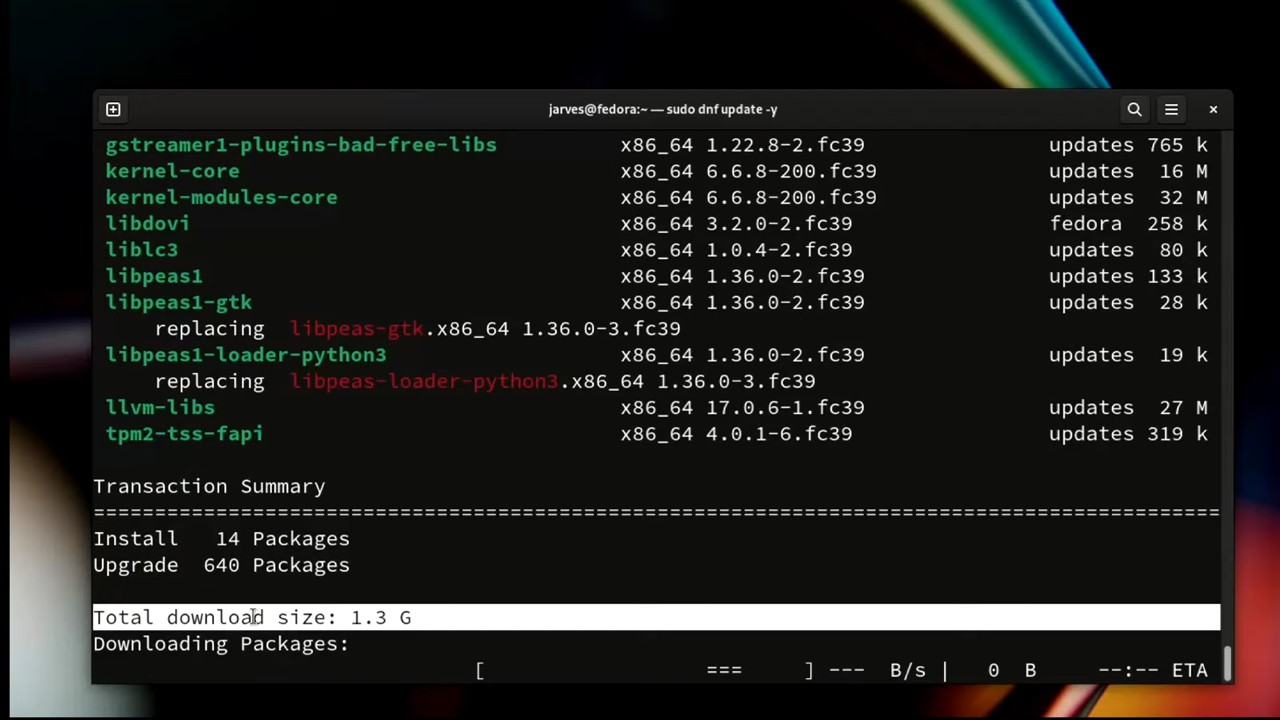 jarves@fedora:~ — sudo dnf update -y
gstreamer1-plugins-bad-free-libs x86_64 1.22.8-2.fc39 updates 765 k
kernel-core x86_64 6.6.8-200.fc39 updates 16 M
kernel-modules-core x86_64 6.6.8-200.fc39 updates 32 M
libdovi x86_64 3.2.0-2.fc39 fedora 258 k
liblc3 x86_64 1.0.4-2.fc39 updates 80 k
libpeas1 x86_64 1.36.0-2.fc39 updates 133 k
libpeas1-gtk x86_64 1.36.0-2.fc39 updates 28 k
replacing libpeas-gtk.x86_64 1.36.0-3.fc39
libpeas1-loader-python3 x86_64 1.36.0-2.fc39 updates 19 k
replacing libpeas-loader-python3.x86_64 1.36.0-3.fc39
llvm-libs x86_64 17.0.6-1.fc39 updates 27 M
tpm2-tss-fapi x86_64 4.0.1-6.fc39 updates 319 k
Transaction Summary
============================================================================================
Install 14 Packages
Upgrade 640 Packages
Total download size: 1.3 G
Downloading Packages:
[ === ] --- B/s | 0 B --:-- ETA